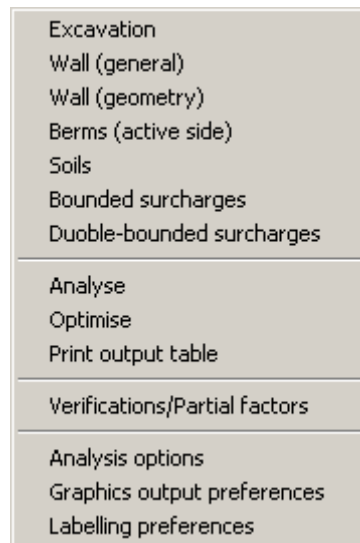 Excavation
Wall (general)
Wall (geometry)
Berms (active side)
Soils
Bounded surcharges
Duoble-bounded surcharges
Analyse
Optimise
Print output table
Verifications/Partial factors
Analysis options
Graphics output preferences
Labelling preferences